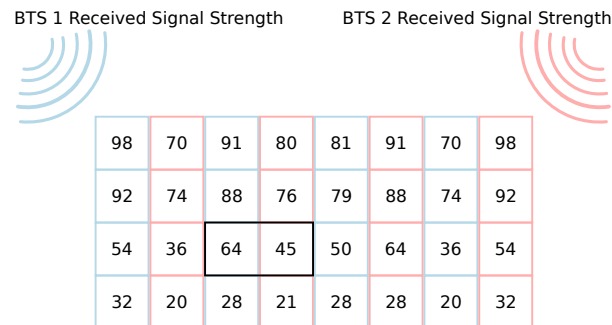 BTS 1 Received Signal Strength BTS 2 Received Signal Strength
98 70 91 80 81 91 70 98
92 74 88 76 79 88 74 92
54 36 64 45 50 64 36 54
32 20 28 21 28 28 20 32